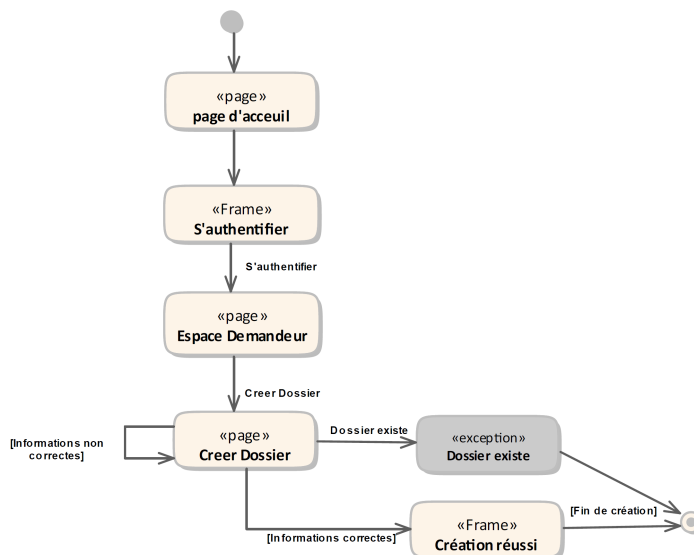 «page»
page d'acceuil
«Frame»
S'authentifier
S'authentifier
«page»
Espace Demandeur
Creer Dossier
«page»
Creer Dossier
[Informations non
correctes]
Dossier existe
«exception»
Dossier existe
[Informations correctes]
«Frame»
Création réussi
[Fin de création]